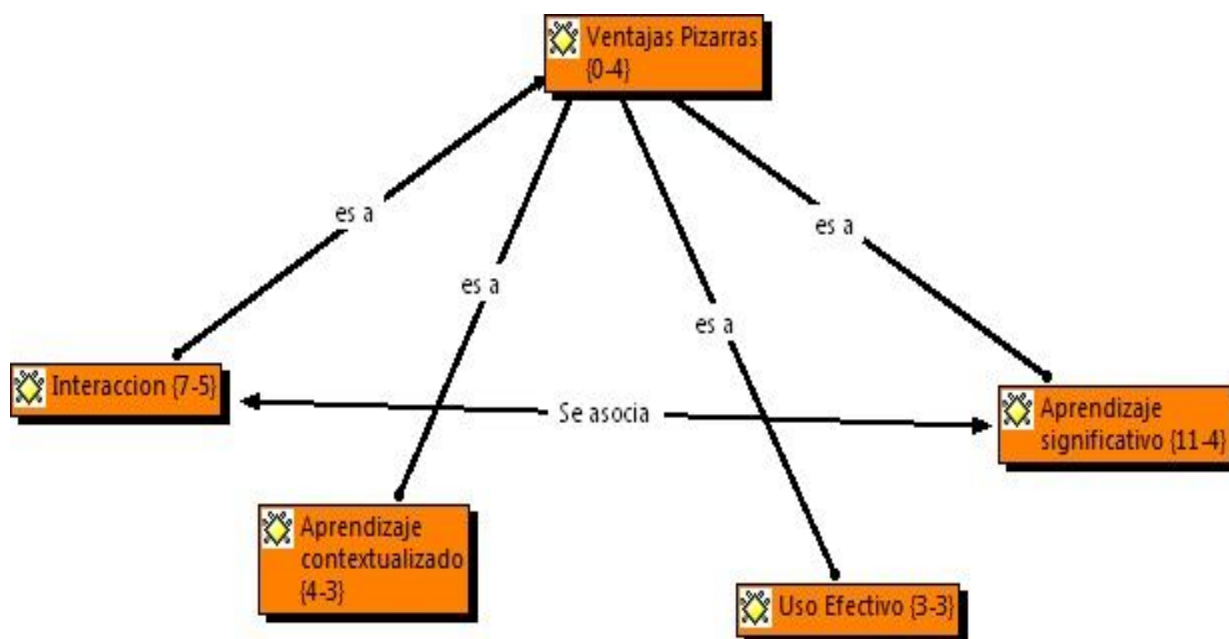 Ventajas Pizarras
{0-4}
es a
es a
es a
es a
Interaccion {7-5}
Se asocia
Aprendizaje
significativo {11-4}
Aprendizaje
contextualizado
{4-3}
Uso Efectivo {3-3}